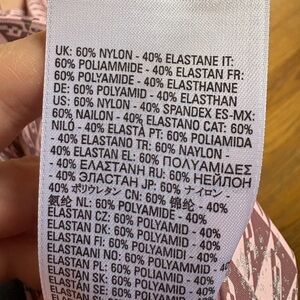 UK: 60% NYLON - 40% ELASTANE IT:
60% POLIAMMIDE - 40% ELASTAN FR:
60% POLYAMIDE - 40% ELASTHANNE
DE: 60% POLYAMID - 40% ELASTHAN
US: 60% NYLON - 40% SPANDEX ES-MX:
60% NAILON - 40% ELASTANO CAT: 60%
NILÓ - 40% ELASTÀ PT: 60% POLIAMIDA
- 40% ELASTANO TR: 60% NAYLON -
40% ELASTAN EL: 60% ΠΟΛΥΑΜΙΔΕΣ
- 40% ΕΛΑΣΤΑΝΗ RU: 60% НЕЙЛОН
- 40% ЭЛАСТАН JP: 60% ナイロン -
40% ポリウレタン CN: 60% 锦纶 - 40%
氨纶 NL: 60% POLYAMIDE - 40%
ELASTAN CZ: 60% POLYAMID - 40%
ELASTAN DK: 60% POLYAMID - 40%
ELASTAN FI: 60% POLYAMIDI - 40%
ELASTAANI NO: 60% POLYAMMID - 40%
ELASTAN PL: 60% POLIAMID - 40%
ELASTAN SK: 60% POLYAMID - 40%
ELASTAN SE: 60%